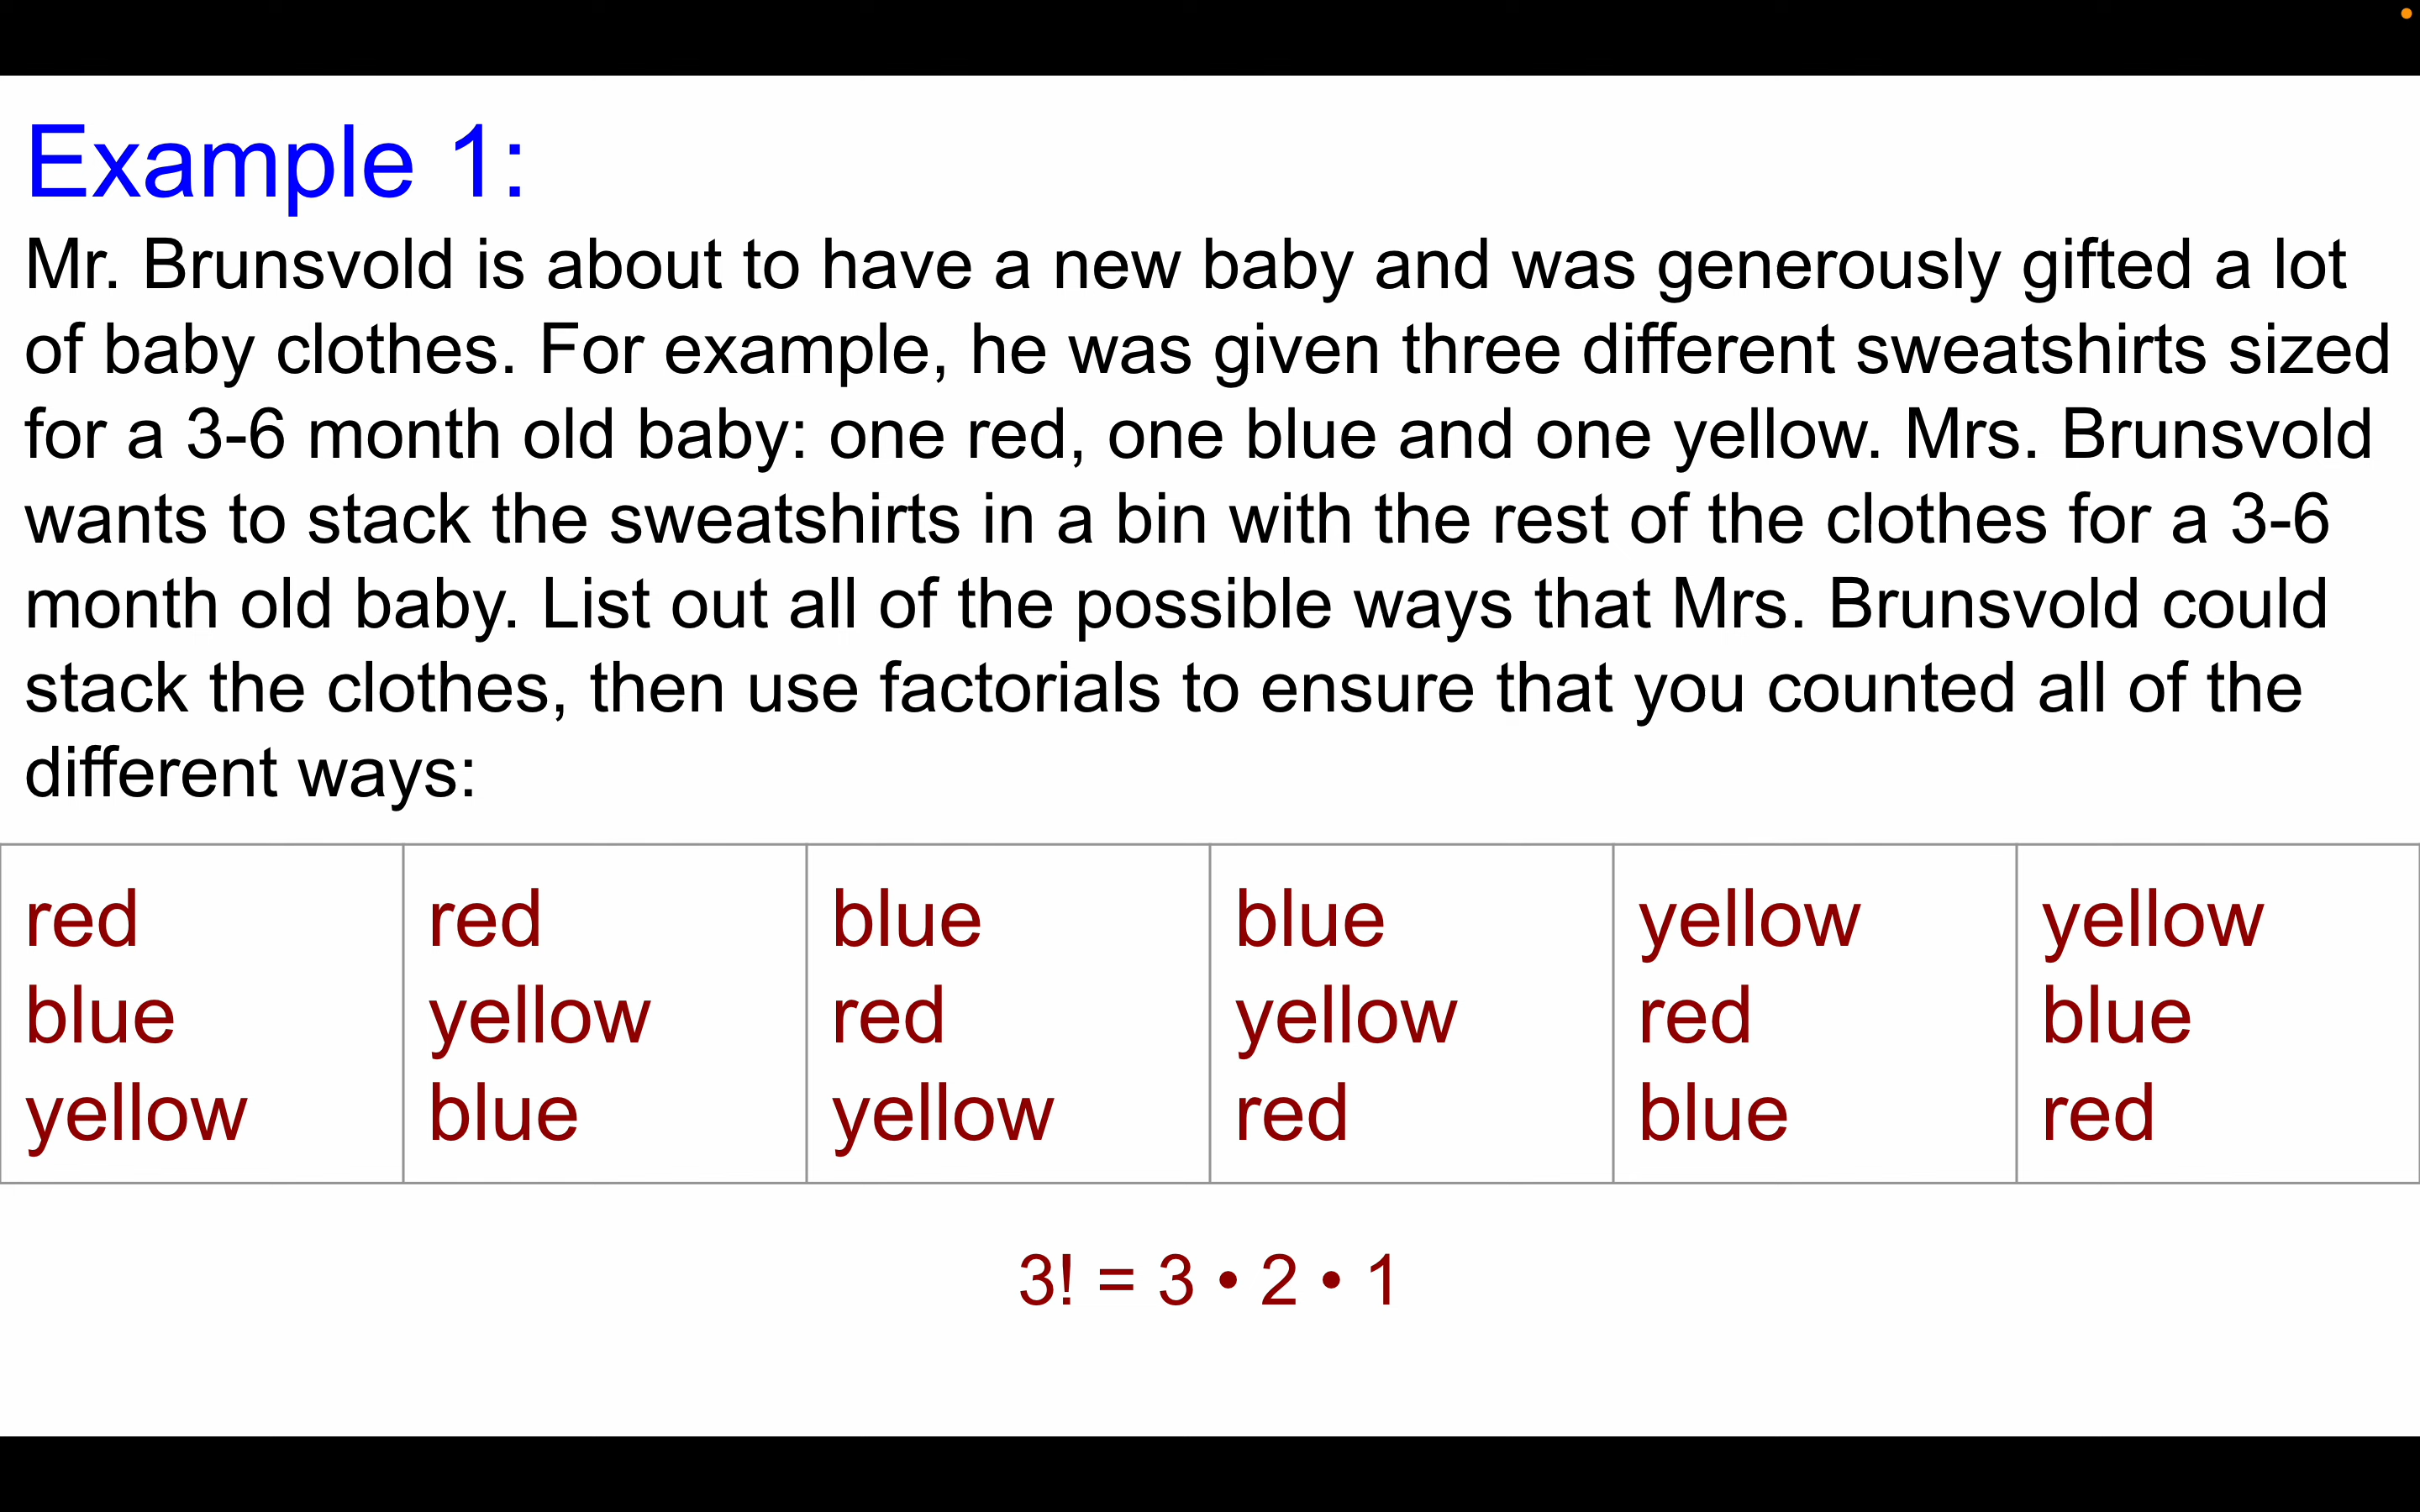 Example 1:
Mr. Brunsvold is about to have a new baby and was generously gifted a lot
of baby clothes. For example, he was given three different sweatshirts sized
for a 3-6 month old baby: one red, one blue and one yellow. Mrs. Brunsvold
wants to stack the sweatshirts in a bin with the rest of the clothes for a 3-6
month old baby. List out all of the possible ways that Mrs. Brunsvold could
stack the clothes, then use factorials to ensure that you counted all of the
different ways:
red red blue blue yellow yellow
blue yellow red yellow red blue
yellow blue yellow red blue red
3! = 3 • 2 • 1